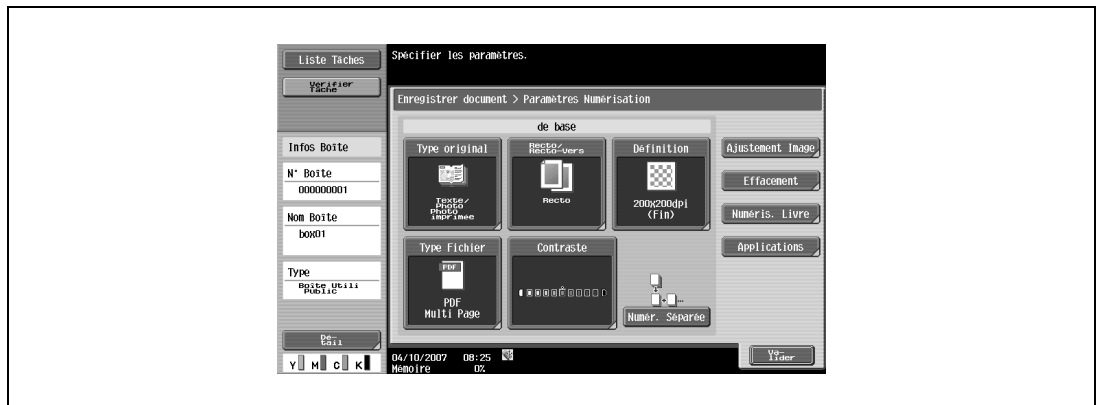 Liste Tâches
Vérifier
Tâche
Spécifier les paramètres.
Enregistrer document > Paramètres Numérisation
de base
Infos Boîte
N° Boîte
000000001
Nom Boîte
box01
Type
Boîte Utili
Public
Dé-
tail
Y M C K
Type original
Texte/
Photo
Photo
imprimée
Recto/
Recto-Vers
Recto
Définition
200X200dpi
(Fin)
Type Fichier
PDF
PDF
Multi Page
Contraste
Numér. Séparée
Ajustement Image
Effacement
Numéris. Livre
Applications
04/10/2007 08:25
Mémoire 0%
Va-
lider